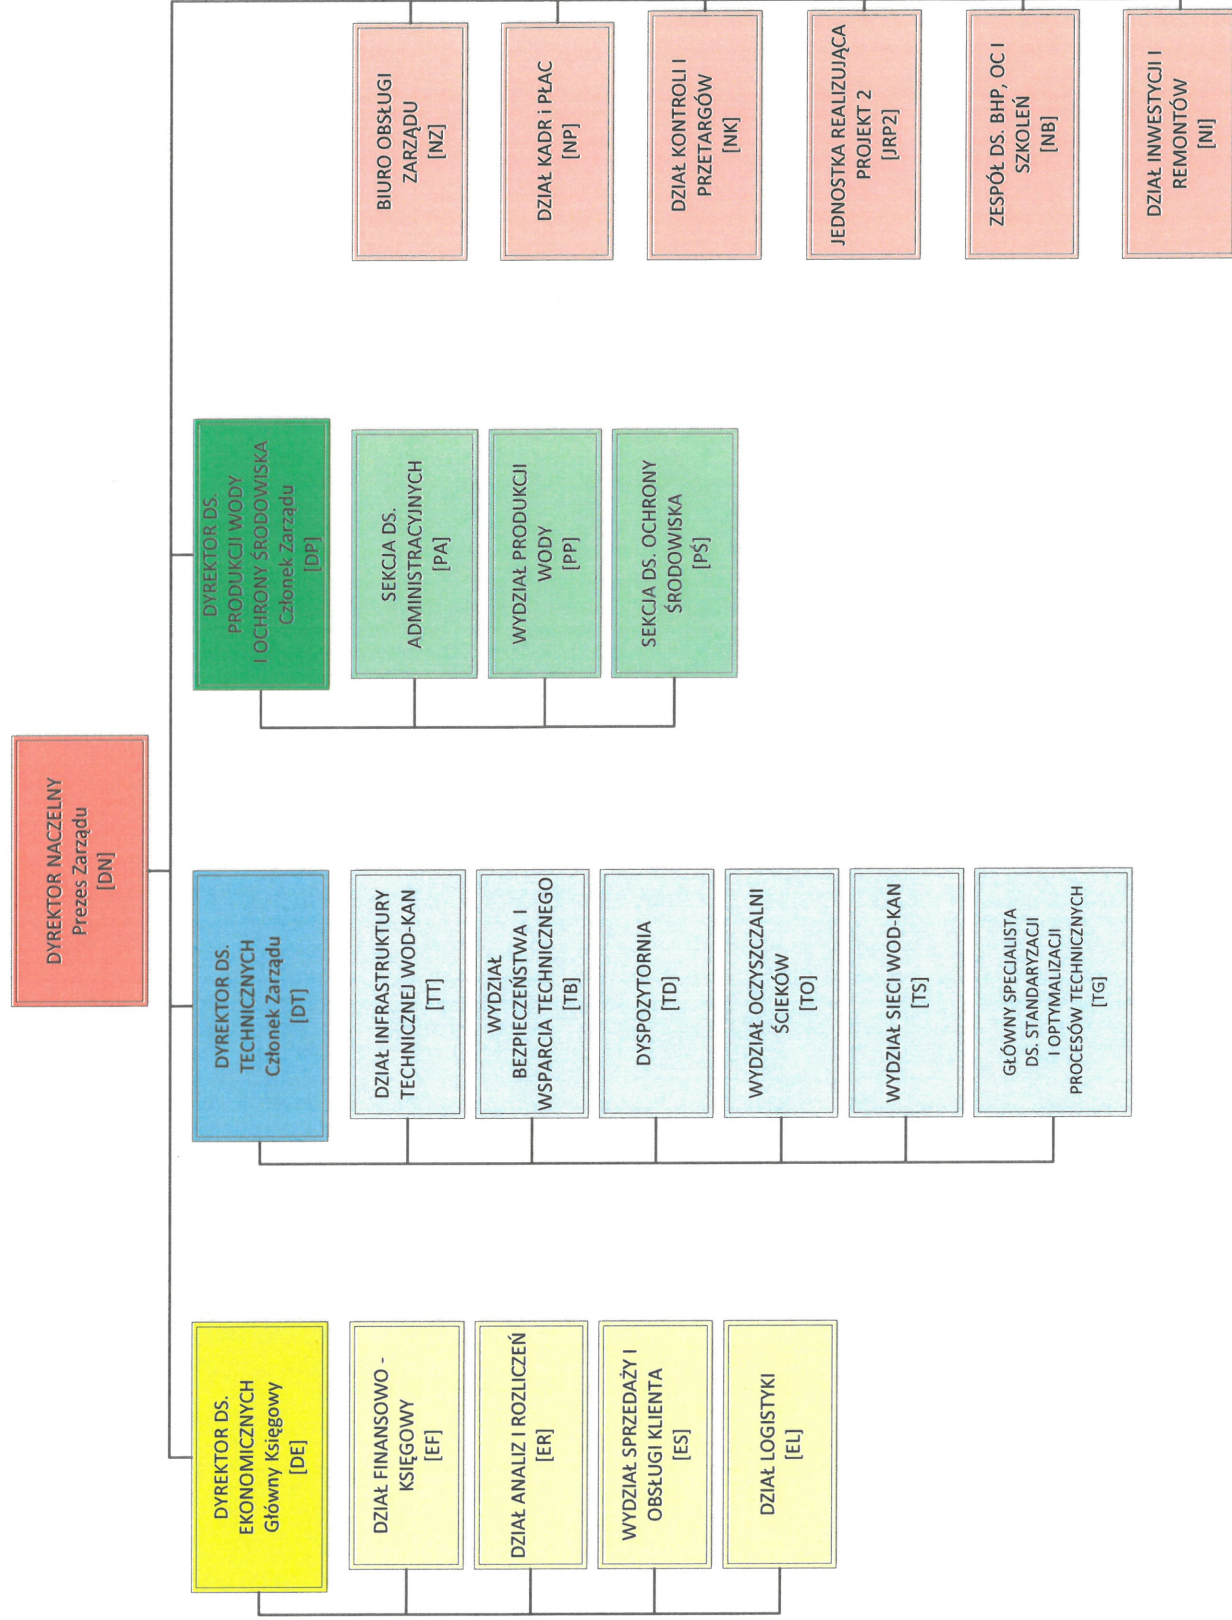 DYREKTOR NACZELNY
Prezes Zarządu
[DN]
DYREKTOR DS.
EKONOMICZNYCH
Główny Księgowy
[DE]
DZIAŁ FINANSOWO -
KSIĘGOWY
[EF]
DZIAŁ ANALIZ I ROZLICZEŃ
[ER]
WYDZIAŁ SPRZEDAŻY I
OBSŁUGI KLIENTA
[ES]
DZIAŁ LOGISTYKI
[EL]
DYREKTOR DS.
TECHNICZNYCH
Członek Zarządu
[DT]
DZIAŁ INFRASTRUKTURY
TECHNICZNEJ WOD-KAN
[TT]
WYDZIAŁ
BEZPIECZEŃSTWA I
WSPARCIA TECHNICZNEGO
[TB]
DYSPOZYTORNIA
[TD]
WYDZIAŁ OCZYSZCZALNI
ŚCIEKÓW
[TO]
WYDZIAŁ SIECI WOD-KAN
[TS]
GŁÓWNY SPECJALISTA
DS. STANDARYZACJI
I OPTYMALIZACJI
PROCESÓW TECHNICZNYCH
[TG]
DYREKTOR DS.
PRODUKCJI WODY
I OCHRONY ŚRODOWISKA
Członek Zarządu
[DP]
SEKCJA DS.
ADMINISTRACYJNYCH
[PA]
WYDZIAŁ PRODUKCJI
WODY
[PP]
SEKCJA DS. OCHRONY
ŚRODOWISKA
[PŚ]
BIURO OBSŁUGI
ZARZĄDU
[NZ]
DZIAŁ KADR i PŁAC
[NP]
DZIAŁ KONTROLI I
PRZETARGÓW
[NK]
JEDNOSTKA REALIZUJĄCA
PROJEKT 2
[JRP2]
ZESPÓŁ DS. BHP, OC I
SZKOLEŃ
[NB]
DZIAŁ INWESTYCJI I
REMONTÓW
[NI]